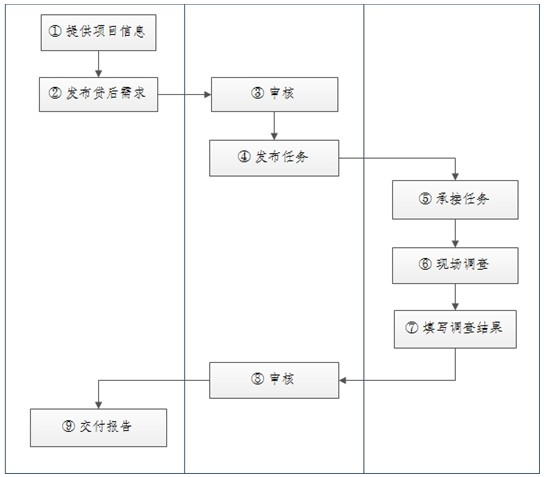 ① 提供项目信息
② 发布贷后需求
③ 审核
④ 发布任务
⑤ 承接任务
⑥ 现场调查
⑦ 填写调查结果
⑧ 审核
⑨ 交付报告